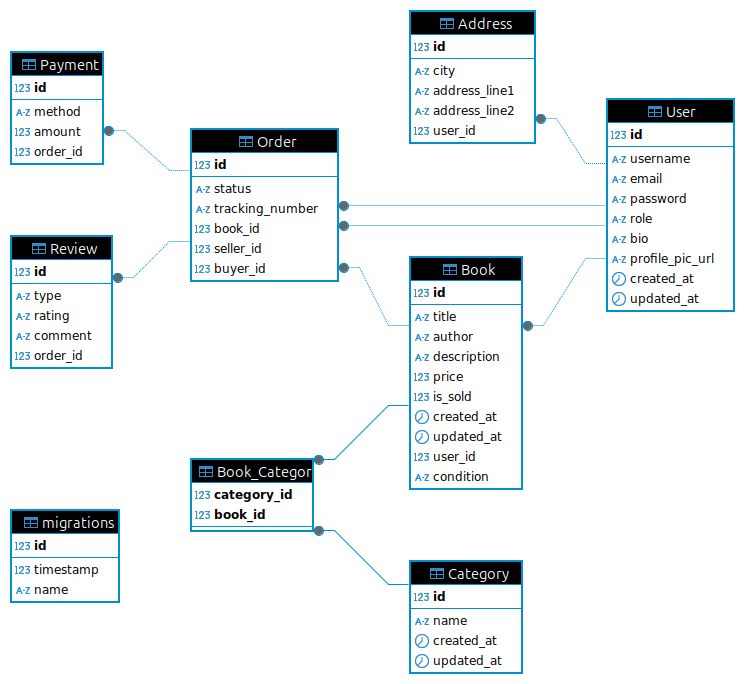 Payment
123 id
A-Z method
123 amount
123 order_id
Review
123 id
A-Z type
123 rating
A-Z comment
123 order_id
migrations
123 id
123 timestamp
A-Z name
Order
123 id
A-Z status
A-Z tracking_number
123 book_id
123 seller_id
123 buyer_id
Book_Categor
123 category_id
123 book_id
Address
123 id
A-Z city
A-Z address_line1
A-Z address_line2
123 user_id
Book
123 id
A-Z title
A-Z author
A-Z description
123 price
123 is_sold
created_at
updated_at
123 user_id
A-Z condition
Category
123 id
A-Z name
created_at
updated_at
User
123 id
A-Z username
A-Z email
A-Z password
A-Z role
A-Z bio
A-Z profile_pic_url
created_at
updated_at